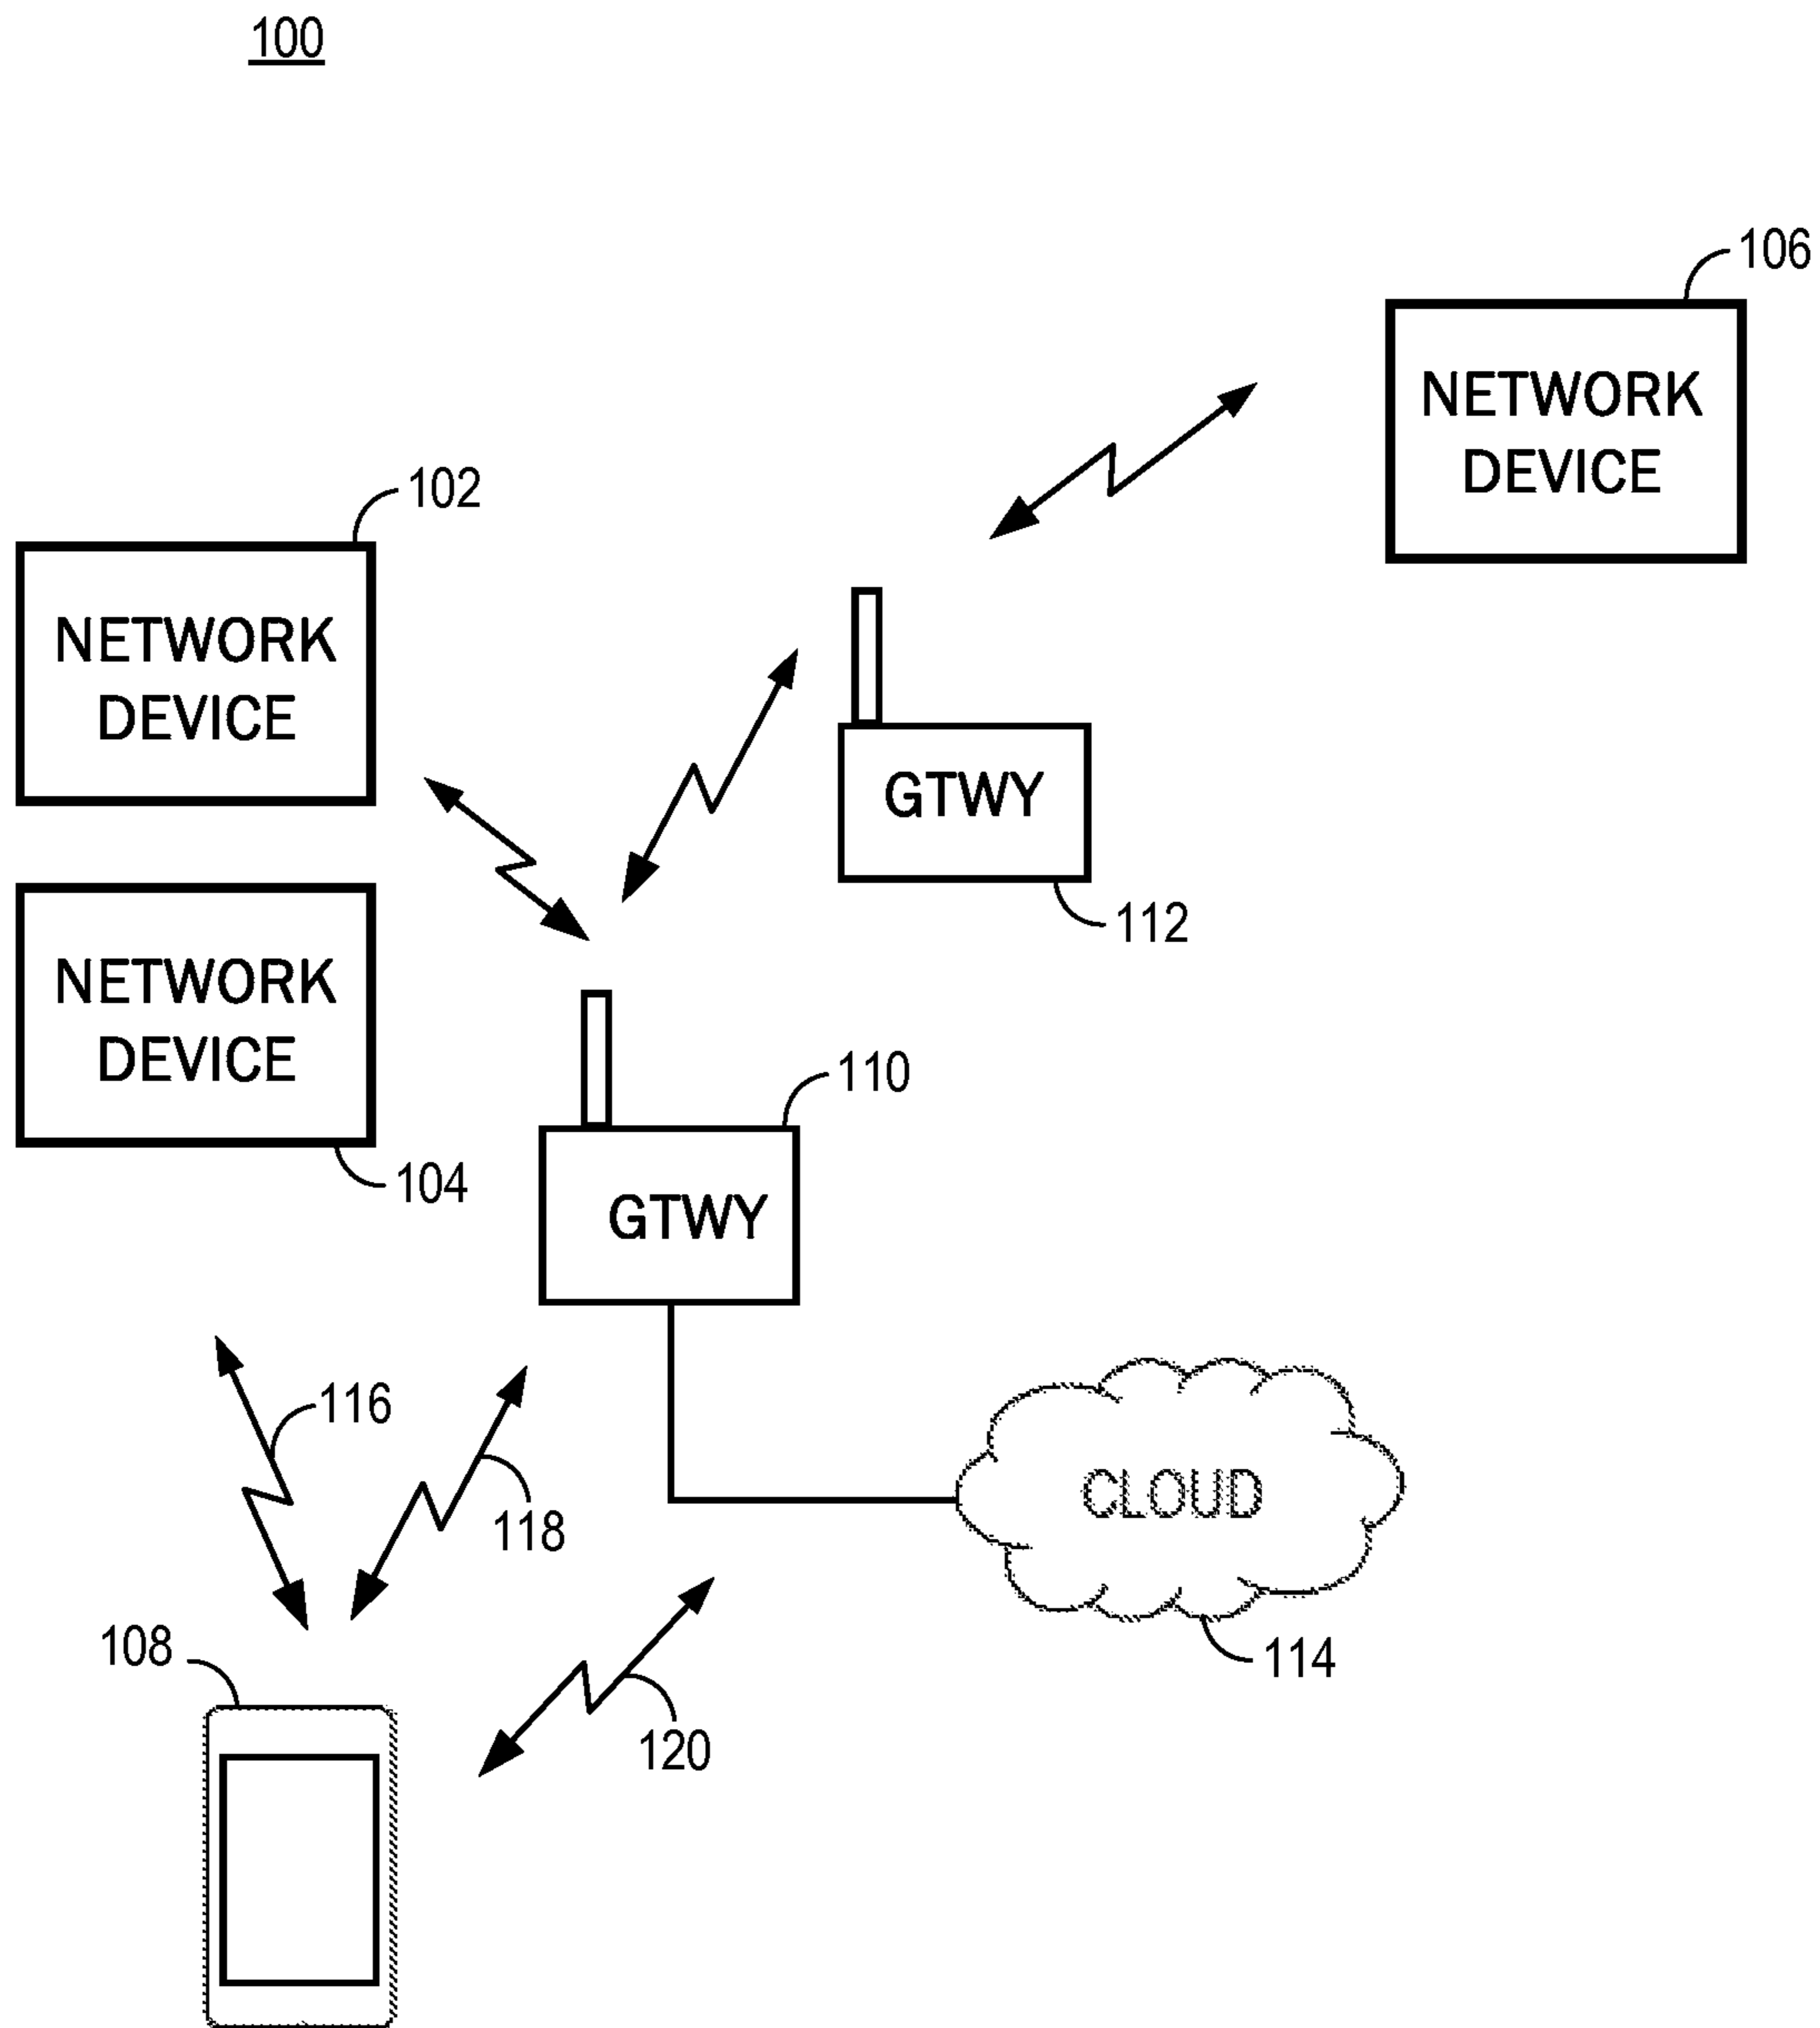 100
106
NETWORK
DEVICE
102
NETWORK
DEVICE
GTWY
112
NETWORK
DEVICE
104
110
GTWY
116
118
CLOUD
114
108
120